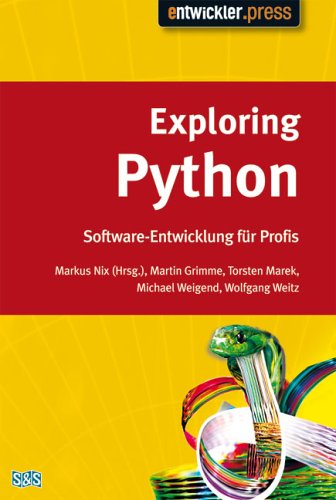 entwickler.press
Exploring
Python
Software-Entwicklung für Profis
Markus Nix (Hrsg.), Martin Grimme, Torsten Marek,
Michael Weigend, Wolfgang Weitz
S&S